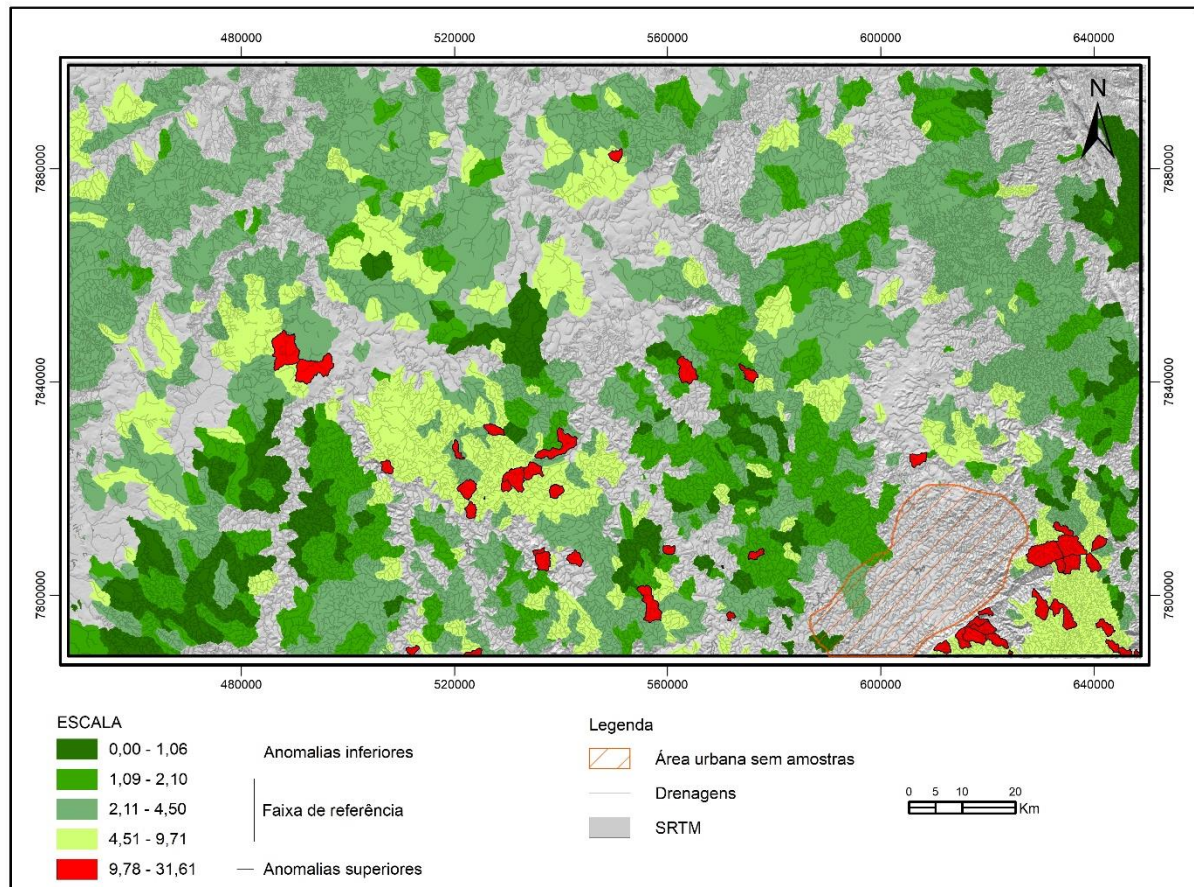 480000 520000 560000 600000 640000
N
7880000 7880000
7840000 7840000
7800000 7800000
480000 520000 560000 600000 640000
ESCALA
0,00 - 1,06 Anomalias inferiores
1,09 - 2,10
2,11 - 4,50 Faixa de referência
4,51 - 9,71
9,78 - 31,61 Anomalias superiores
Legenda
Área urbana sem amostras
Drenagens
SRTM
0 5 10 20
Km